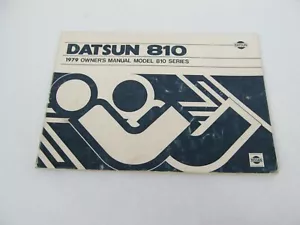 DATSUN 810
1979 OWNER'S MANUAL MODEL 810 SERIES